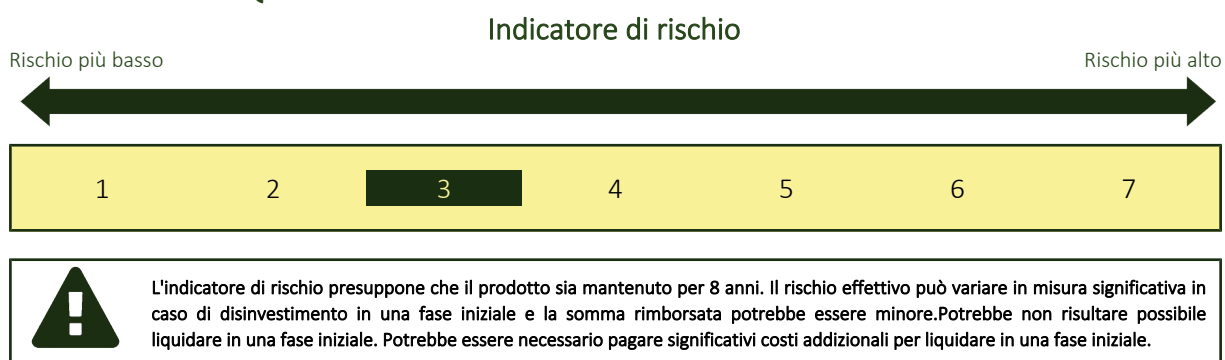 Indicatore di rischio
Rischio più basso Rischio più alto
1 2 3 4 5 6 7
L'indicatore di rischio presuppone che il prodotto sia mantenuto per 8 anni. Il rischio effettivo può variare in misura significativa in
caso di disinvestimento in una fase iniziale e la somma rimborsata potrebbe essere minore.Potrebbe non risultare possibile
liquidare in una fase iniziale. Potrebbe essere necessario pagare significativi costi addizionali per liquidare in una fase iniziale.